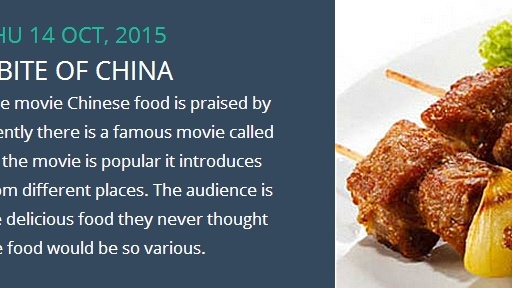 HU 14 OCT, 2015
BITE OF CHINA
e movie Chinese food is praised by
ently there is a famous movie called
the movie is popular it introduces
om different places. The audience is
e delicious food they never thought
e food would be so various.